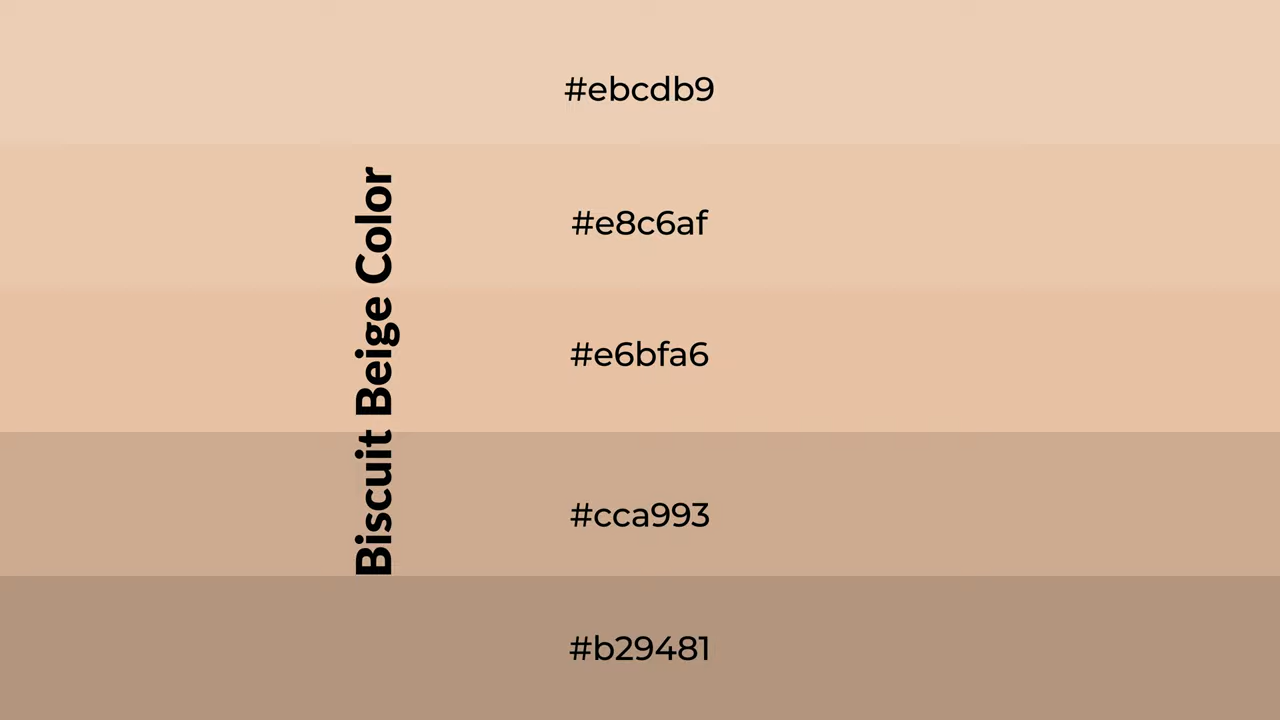 Biscuit Beige Color
#ebcdb9
#e8c6af
#e6bfa6
#cca993
#b29481